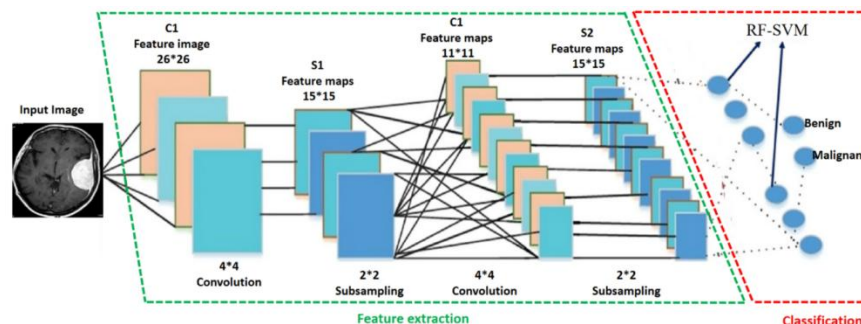 C1
Feature image
26*26
S1
Feature maps
15*15
C1
Feature maps
11*11
S2
Feature maps
15*15
RF-SVM
Input Image
Benign
Malignan
4*4
Convolution
2*2
Subsampling
4*4
Convolution
2*2
Subsampling
Feature extraction
Classification